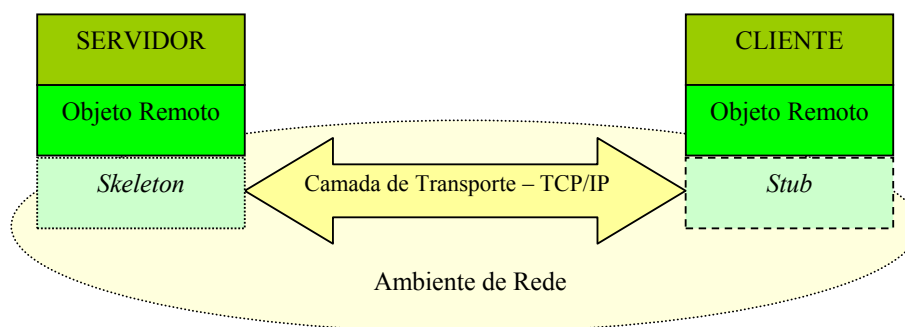 SERVIDOR
CLIENTE
Objeto Remoto
Objeto Remoto
Skeleton
Camada de Transporte – TCP/IP
Stub
Ambiente de Rede